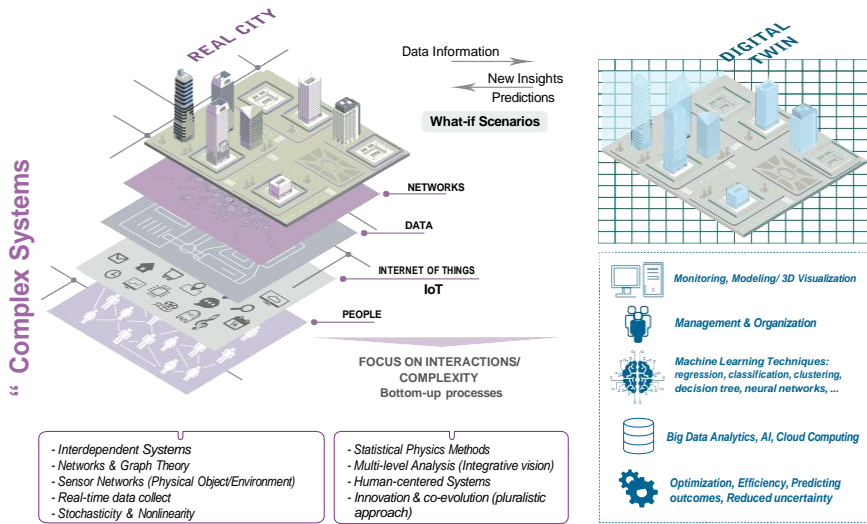 REAL CITY
Data Information
New Insights
Predictions
What-if Scenarios
DIGITAL
TWIN
“ Complex Systems
NETWORKS
DATA
INTERNET OF THINGS
IoT
PEOPLE
FOCUS ON INTERACTIONS/
COMPLEXITY
Bottom-up processes
- Interdependent Systems
- Networks & Graph Theory
- Sensor Networks (Physical Object/Environment)
- Real-time data collect
- Stochasticity & Nonlinearity
- Statistical Physics Methods
- Multi-level Analysis (Integrative vision)
- Human-centered Systems
- Innovation & co-evolution (pluralistic
approach)
Monitoring, Modeling/ 3D Visualization
Management & Organization
Machine Learning Techniques:
regression, classification, clustering,
decision tree, neural networks, ...
Big Data Analytics, AI, Cloud Computing
Optimization, Efficiency, Predicting
outcomes, Reduced uncertainty